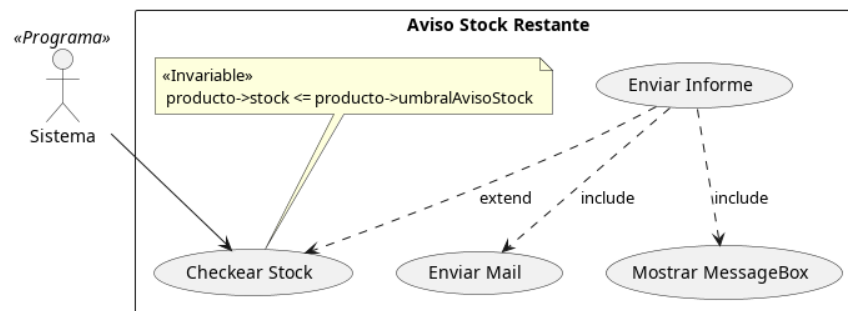 Aviso Stock Restante
«Programa»
Sistema
«Invariable»
producto->stock <= producto->umbralAvisoStock
Enviar Informe
extend
include
include
Checkear Stock
Enviar Mail
Mostrar MessageBox